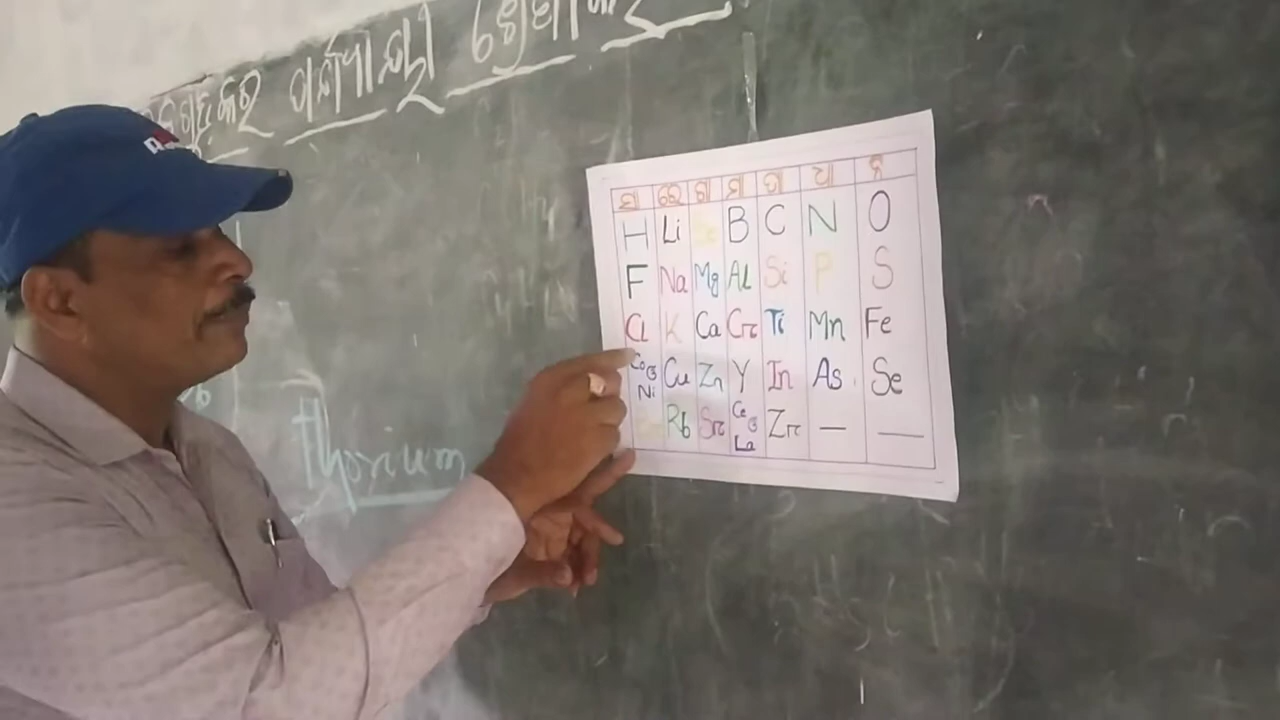 ସା ରେ ଗା ମା ପା ଧା ନି
H Li Be B C N O
F Na Mg Al Si P S
Cl K Ca Cr Ti Mn Fe
Co ଓ Ni Cu Zn Y In As Se
Rb Sr Ce ଓ La Zr — —
Thorium